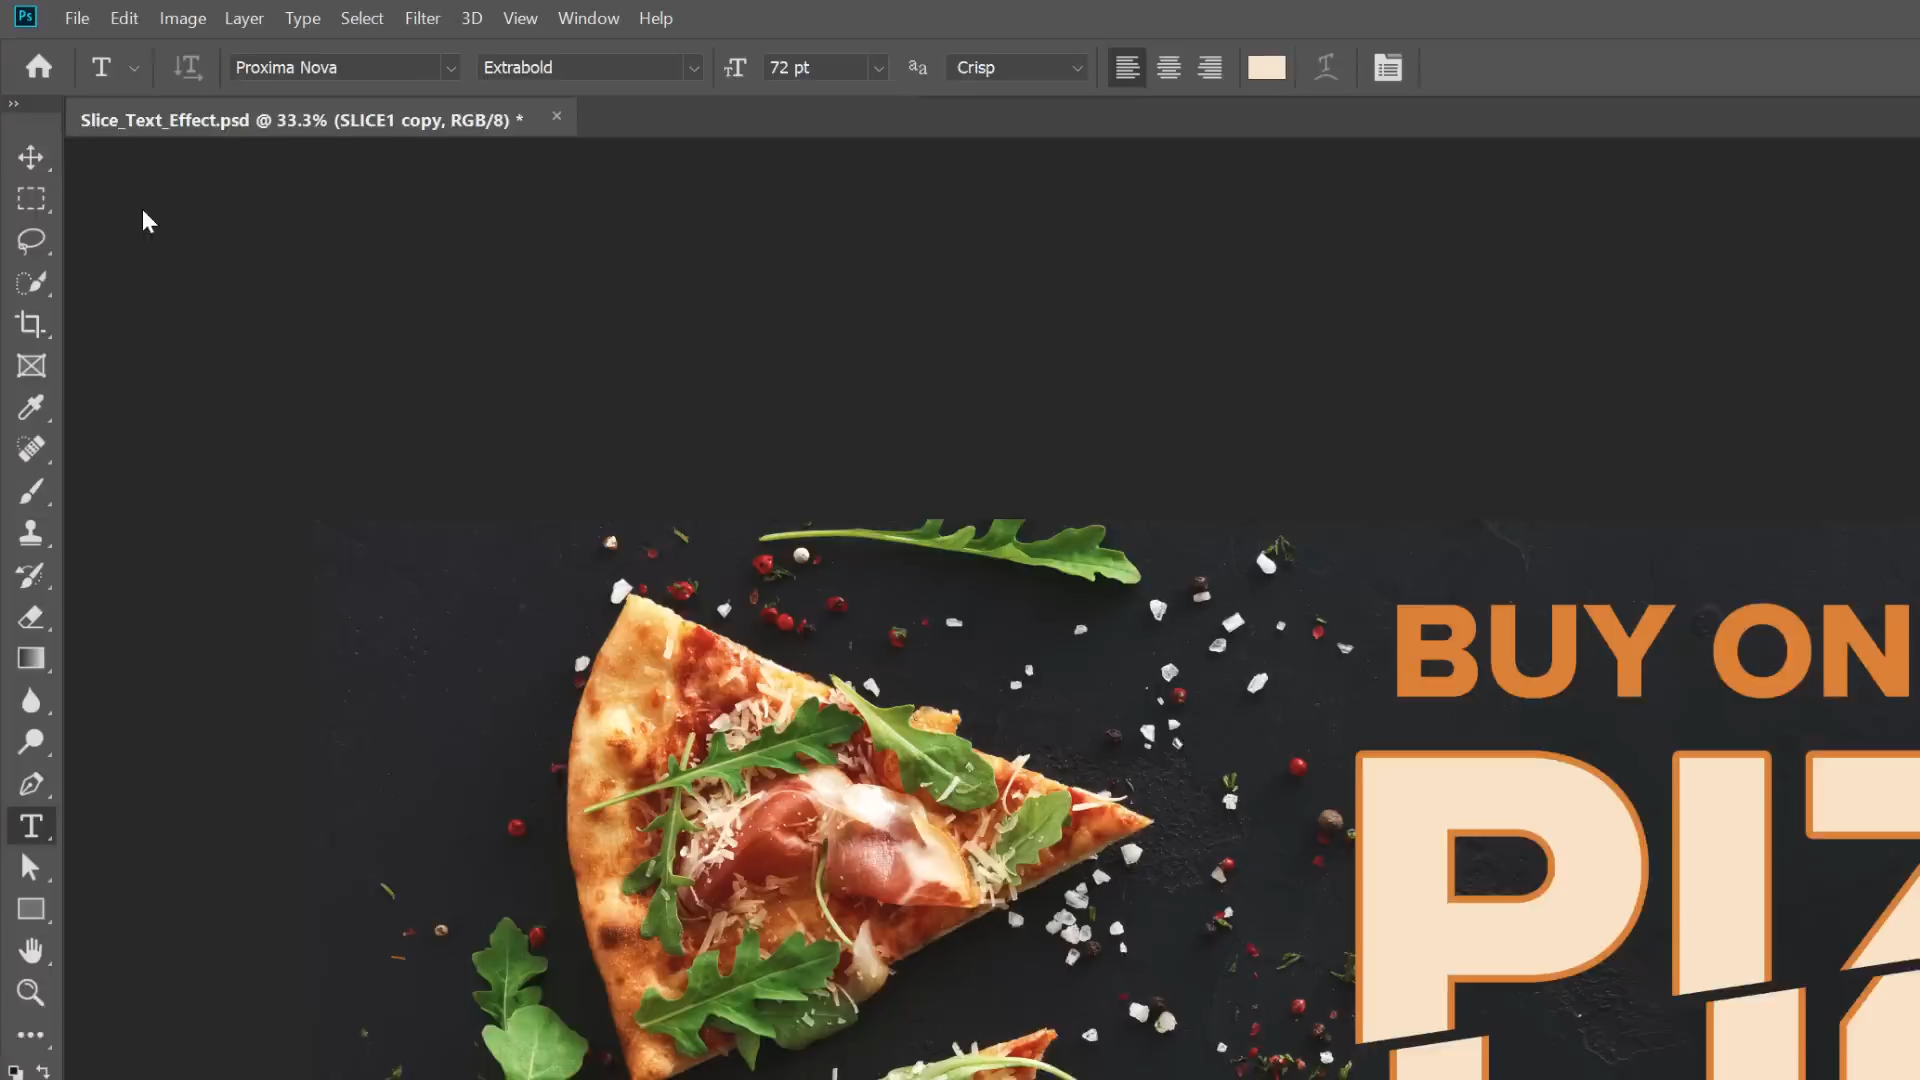 Ps File Edit Image Layer Type Select Filter 3D View Window Help
T Proxima Nova Extrabold 72 pt aa Crisp
Slice_Text_Effect.psd @ 33.3% (SLICE1 copy, RGB/8) * ×
BUY ON
PIZ